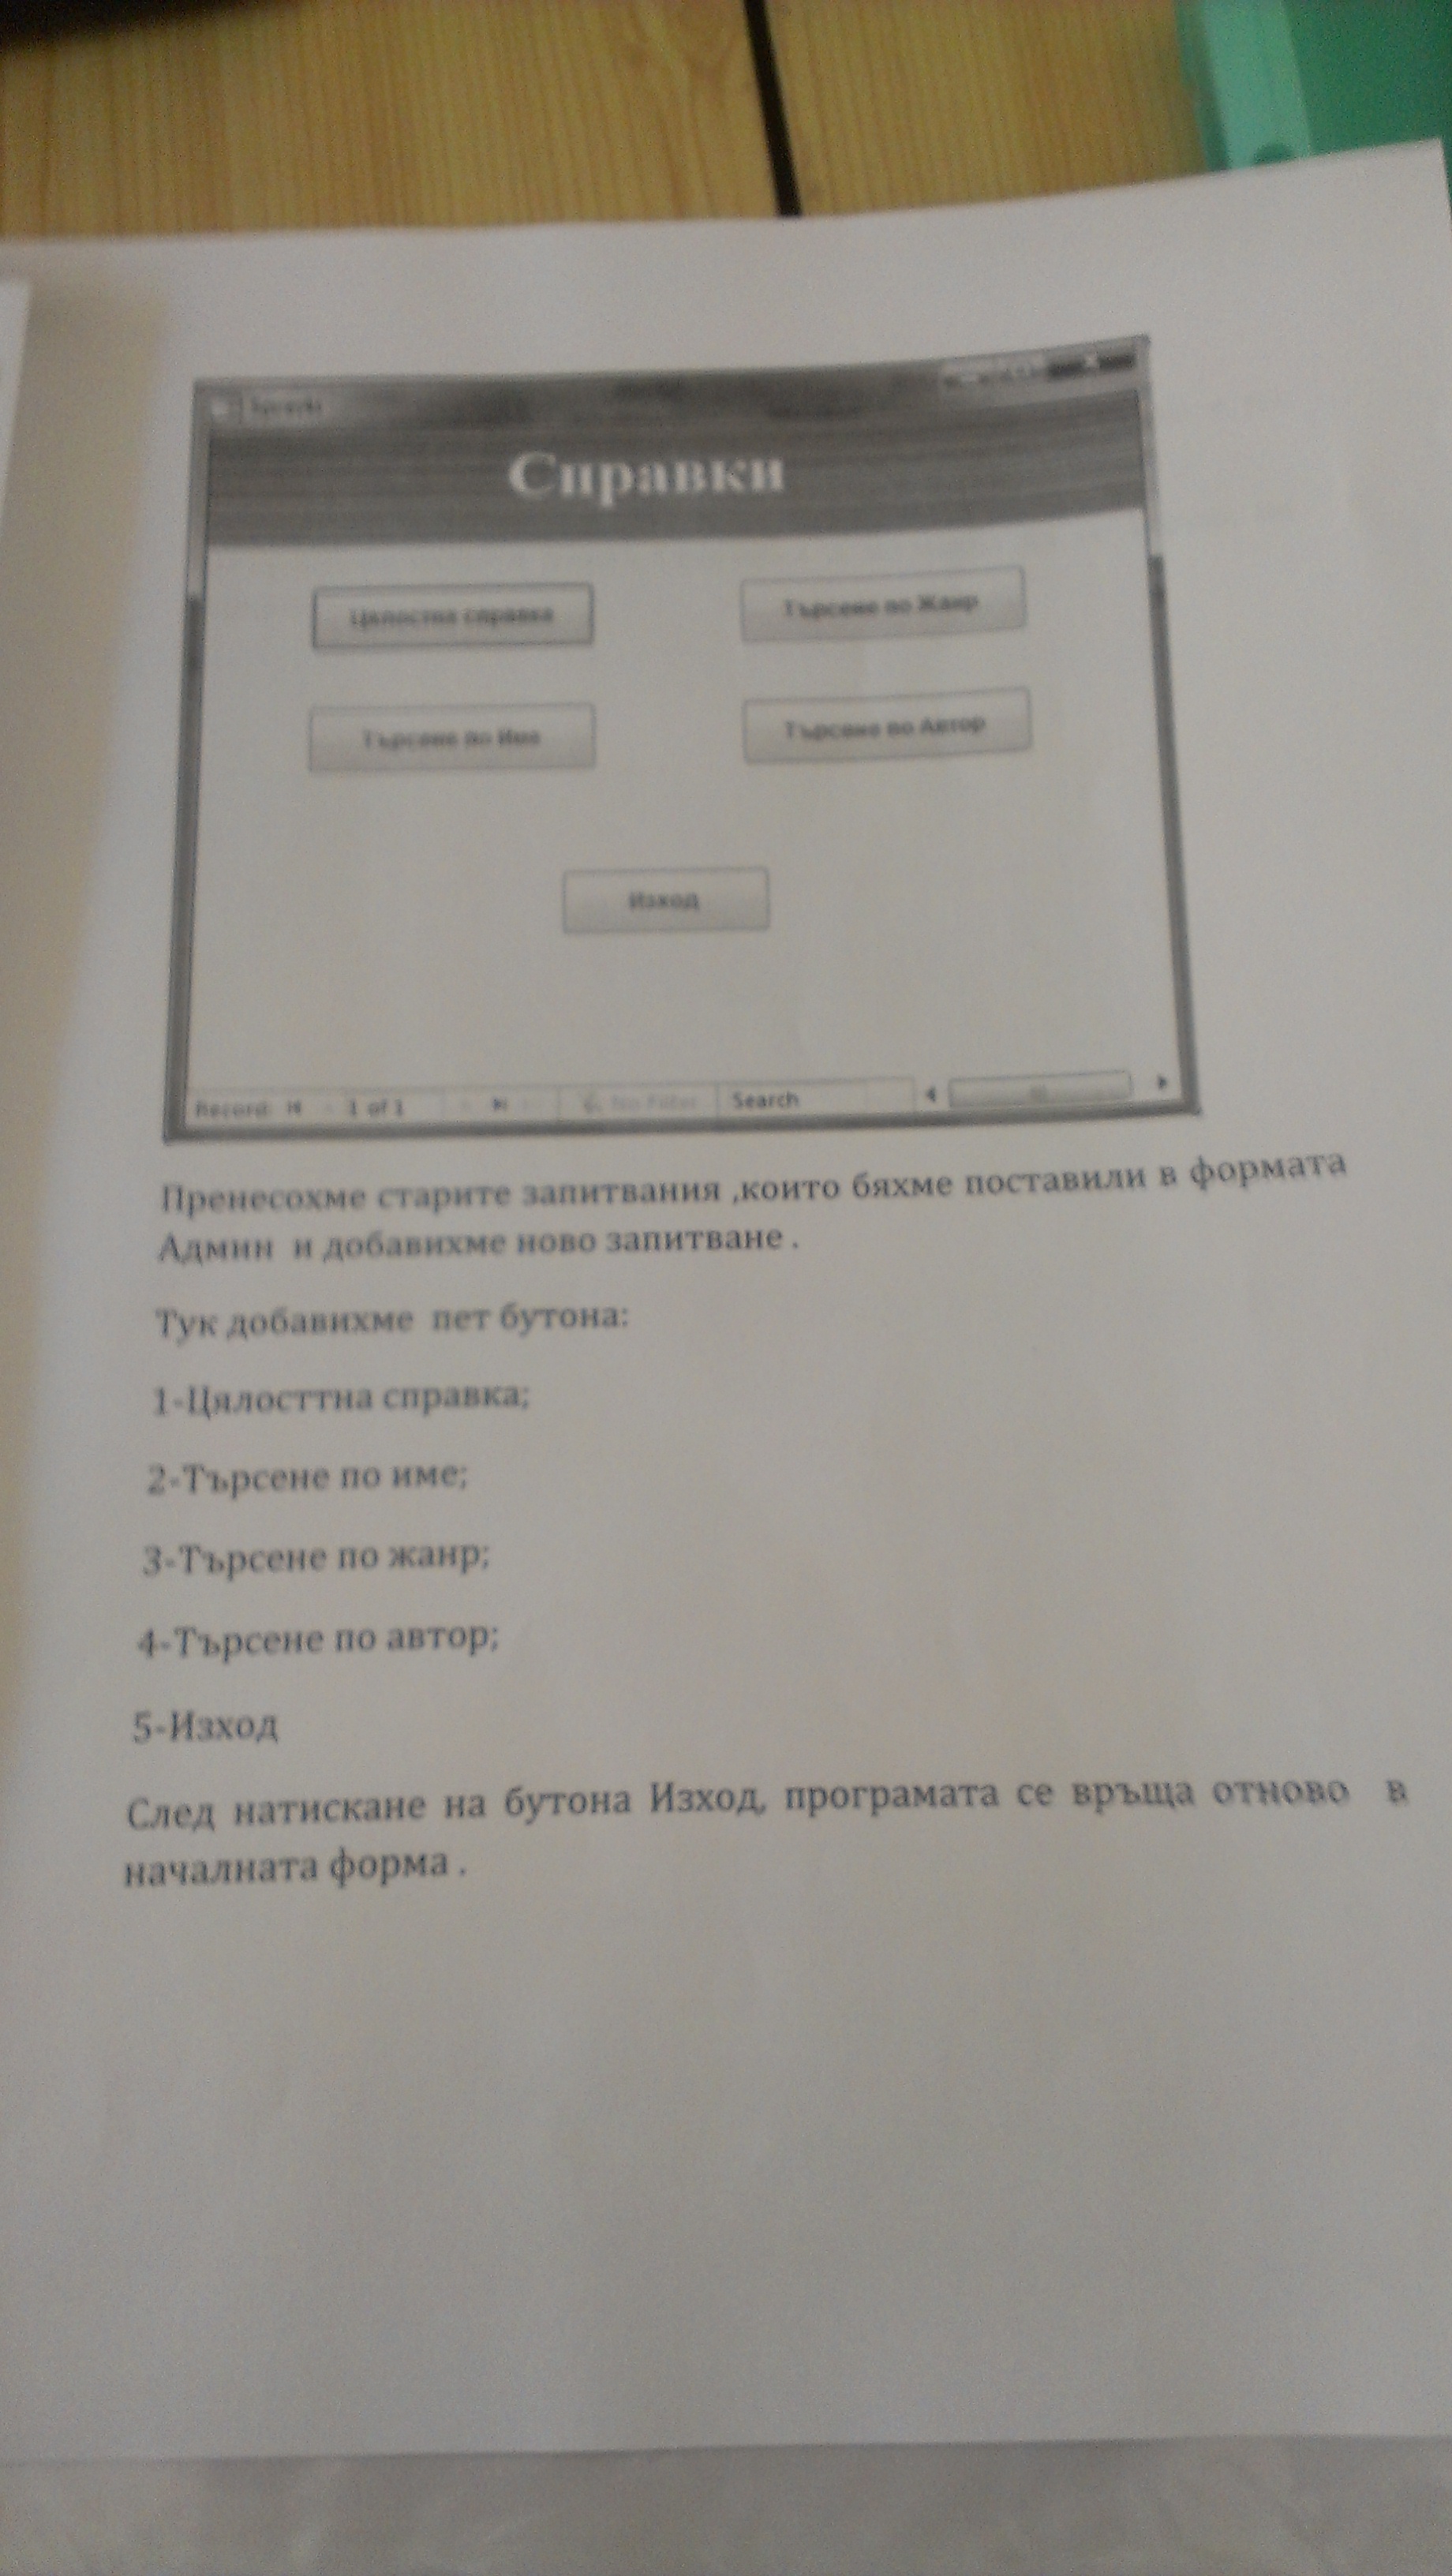 Spravki
Справки
Цялостна справка
Търсене по Жанр
Търсене по Име
Търсене по Автор
Изход
Record: 1 of 1 No Filter Search
Пренесохме старите запитвания ,които бяхме поставили в формата
Админ и добавихме ново запитване .
Тук добавихме пет бутона:
1-Цялосттна справка;
2-Търсене по име;
3-Търсене по жанр;
4-Търсене по автор;
5-Изход
След натискане на бутона Изход, програмата се връща отново в
началната форма .